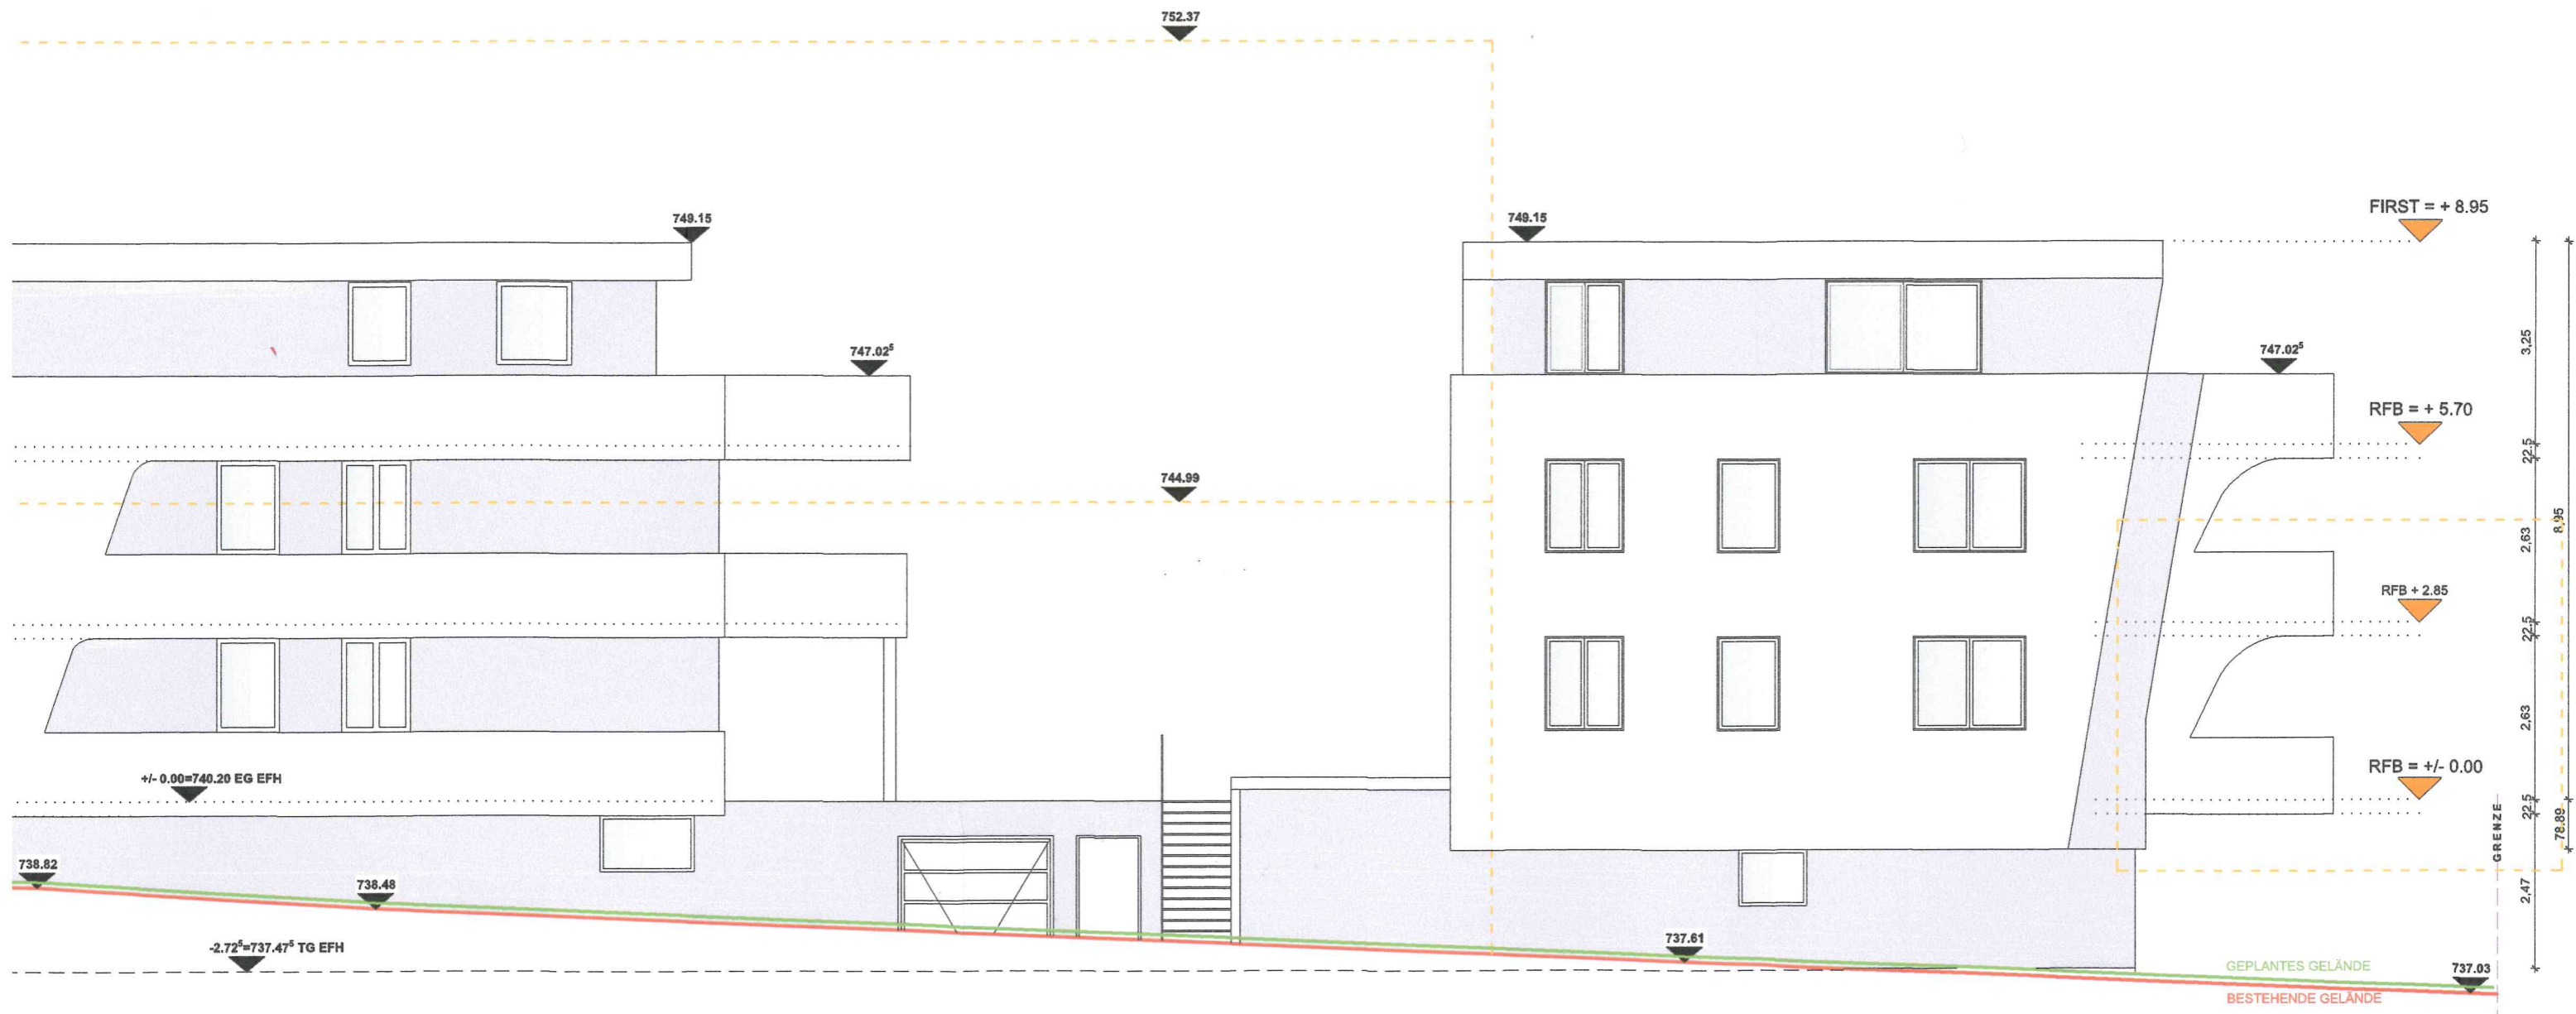 752.37
749.15
749.15
FIRST = + 8.95
747.02⁵
747.02⁵
3,25
RFB = + 5.70
22.5
744.99
8.95
2,63
RFB + 2.85
22.5
2,63
RFB = +/- 0.00
+/- 0.00=740.20 EG EFH
22.5
78.89
GRENZE
738.82
738.48
2,47
-2.72⁵=737.47⁵ TG EFH
737.61
GEPLANTES GELÄNDE
737.03
BESTEHENDE GELÄNDE